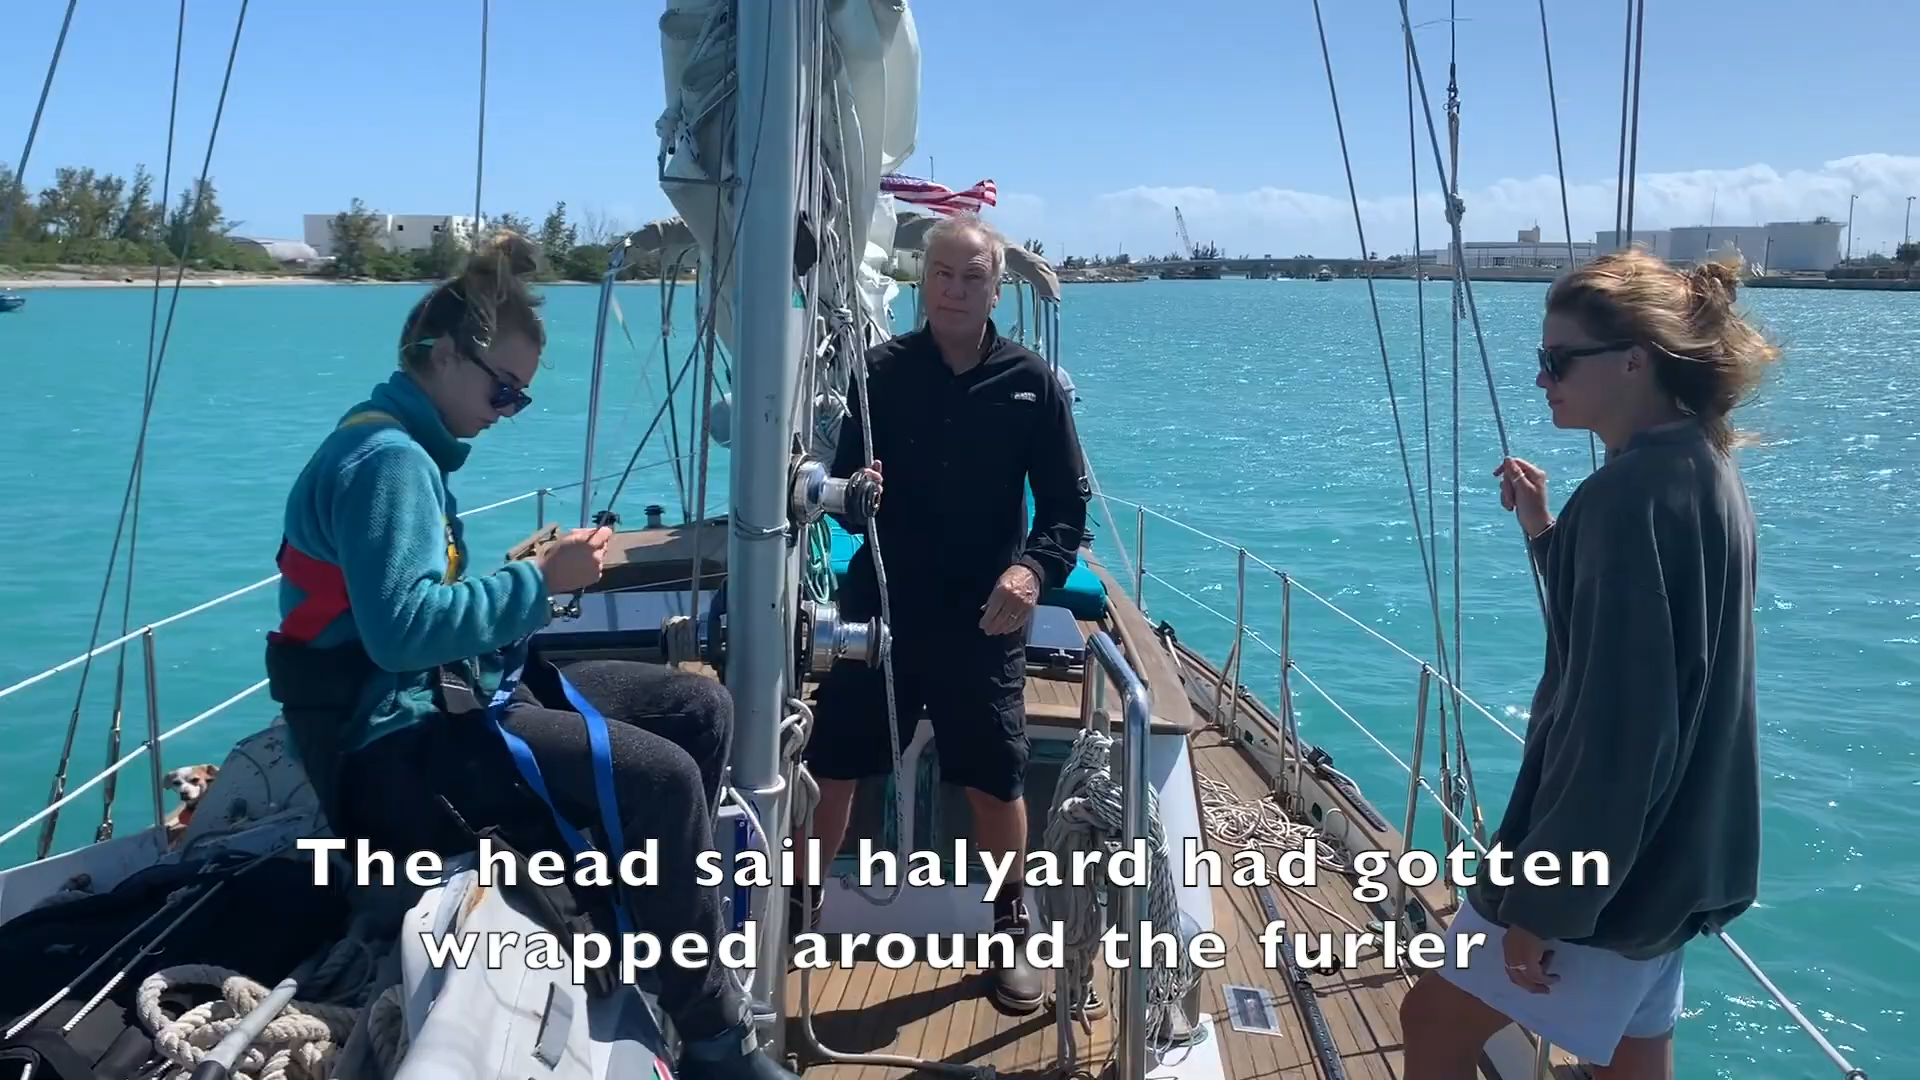 The head sail halyard had gotten
wrapped around the furler